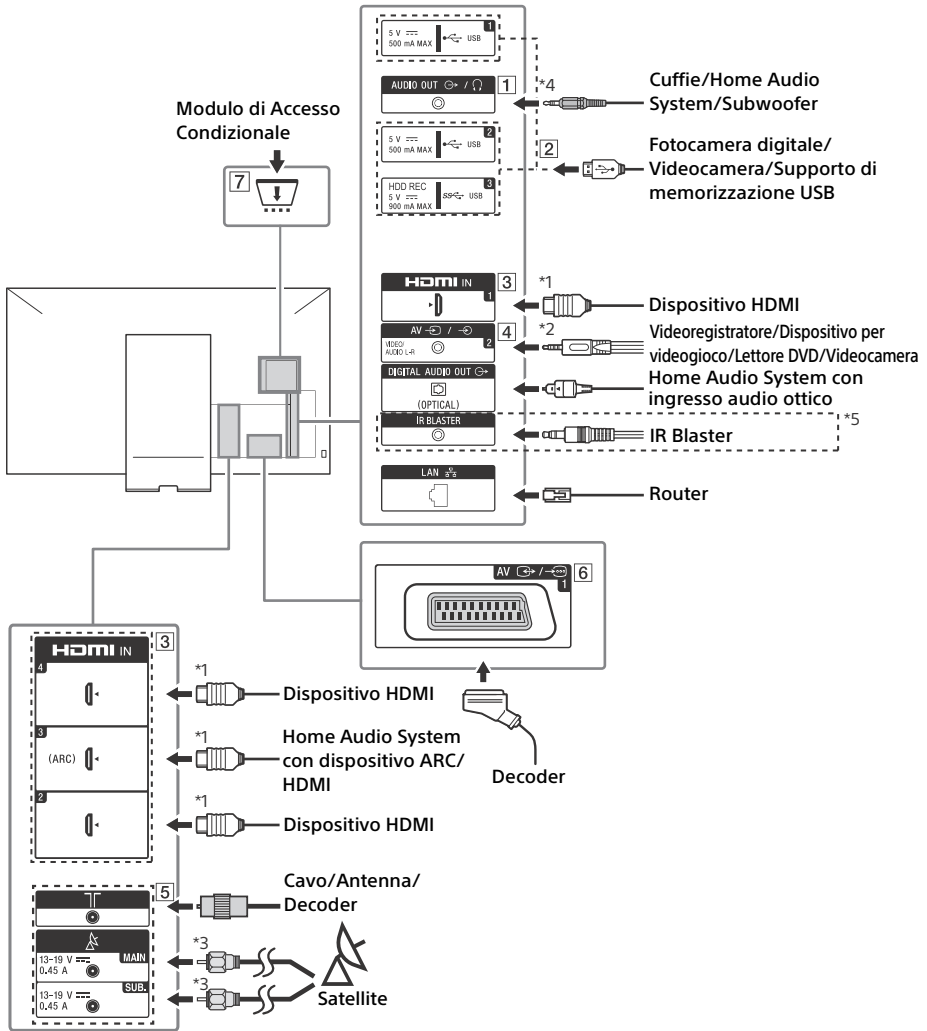 5 V
500 mA MAX
USB
1
AUDIO OUT /
1
*4
Cuffie/Home Audio
System/Subwoofer
Modulo di Accesso
Condizionale
7
5 V
500 mA MAX
USB
2
2
Fotocamera digitale/
Videocamera/Supporto di
memorizzazione USB
HDD REC
5 V
900 mA MAX
SS USB
3
HDMI IN
1
3
*1
Dispositivo HDMI
AV /
VIDEO/
AUDIO L-R
2
4
*2
Videoregistratore/Dispositivo per
videogioco/Lettore DVD/Videocamera
DIGITAL AUDIO OUT
(OPTICAL)
Home Audio System con
ingresso audio ottico
IR BLASTER
IR Blaster
*5
LAN
Router
AV /
1
6
Decoder
HDMI IN
3
4
*1
Dispositivo HDMI
3
(ARC)
*1
Home Audio System
con dispositivo ARC/
HDMI
2
*1
Dispositivo HDMI
5
Cavo/Antenna/
Decoder
13-19 V
0.45 A
MAIN
*3
13-19 V
0.45 A
SUB.
*3
Satellite